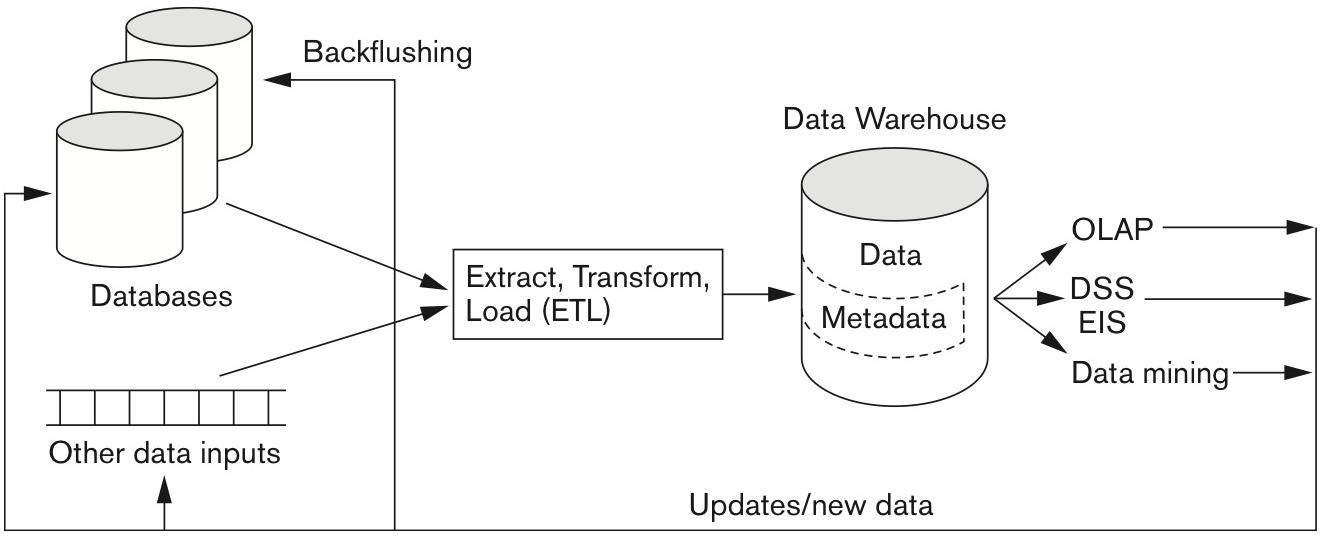 Backflushing
Data Warehouse
Databases
Extract, Transform,
Load (ETL)
Data
Metadata
OLAP
DSS
EIS
Data mining
Other data inputs
Updates/new data